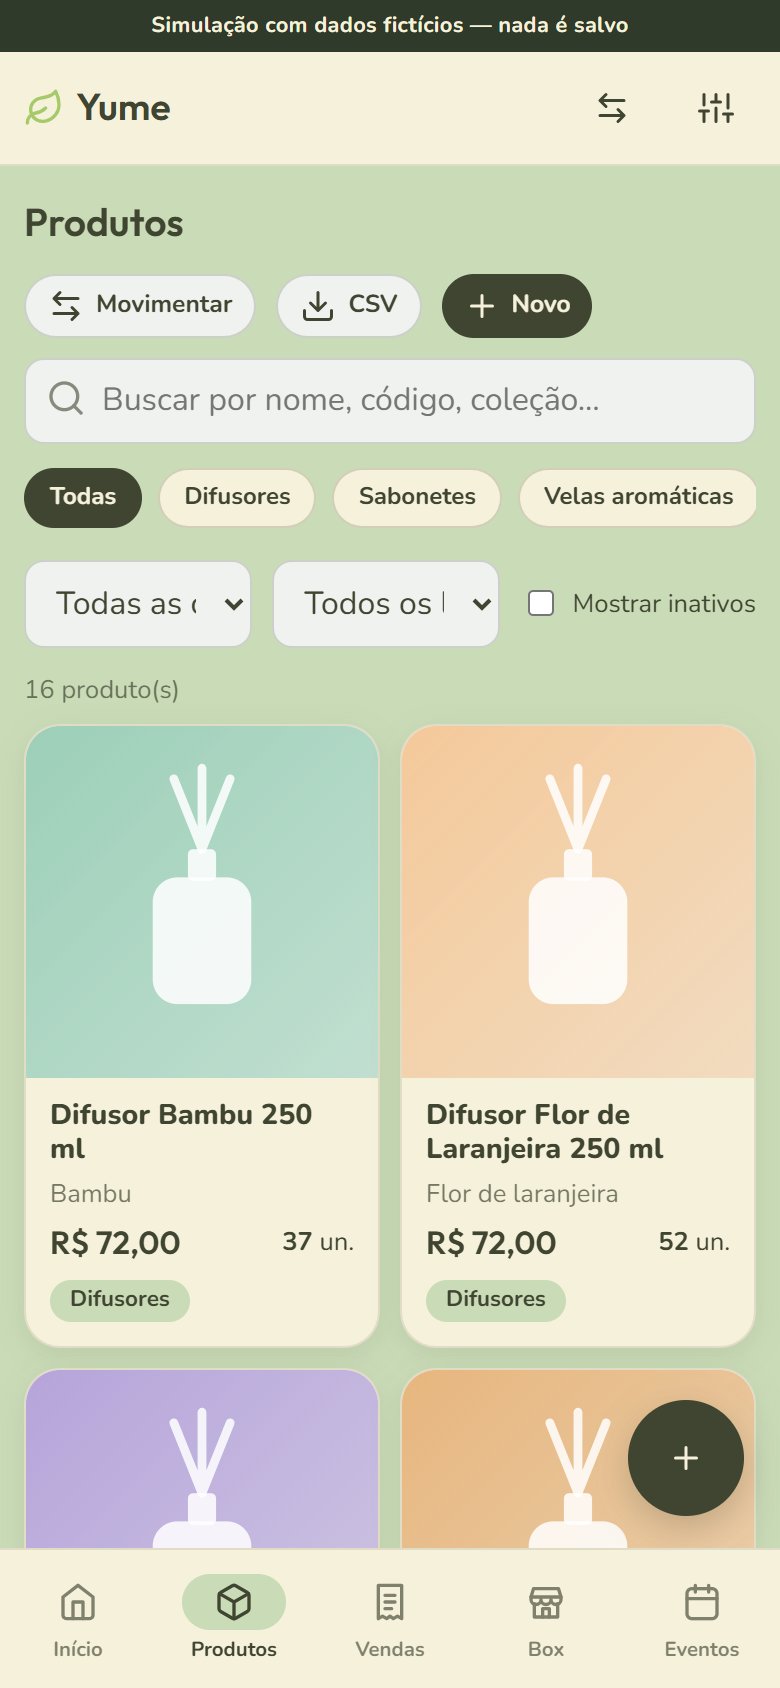 Simulação com dados fictícios — nada é salvo
Yume
Produtos
Movimentar
CSV
Novo
Buscar por nome, código, coleção...
Todas
Difusores
Sabonetes
Velas aromáticas
Todas as
Todos os
Mostrar inativos
16 produto(s)
Difusor Bambu 250
ml
Bambu
R$ 72,00
37 un.
Difusores
Difusor Flor de
Laranjeira 250 ml
Flor de laranjeira
R$ 72,00
52 un.
Difusores
Início
Produtos
Vendas
Box
Eventos